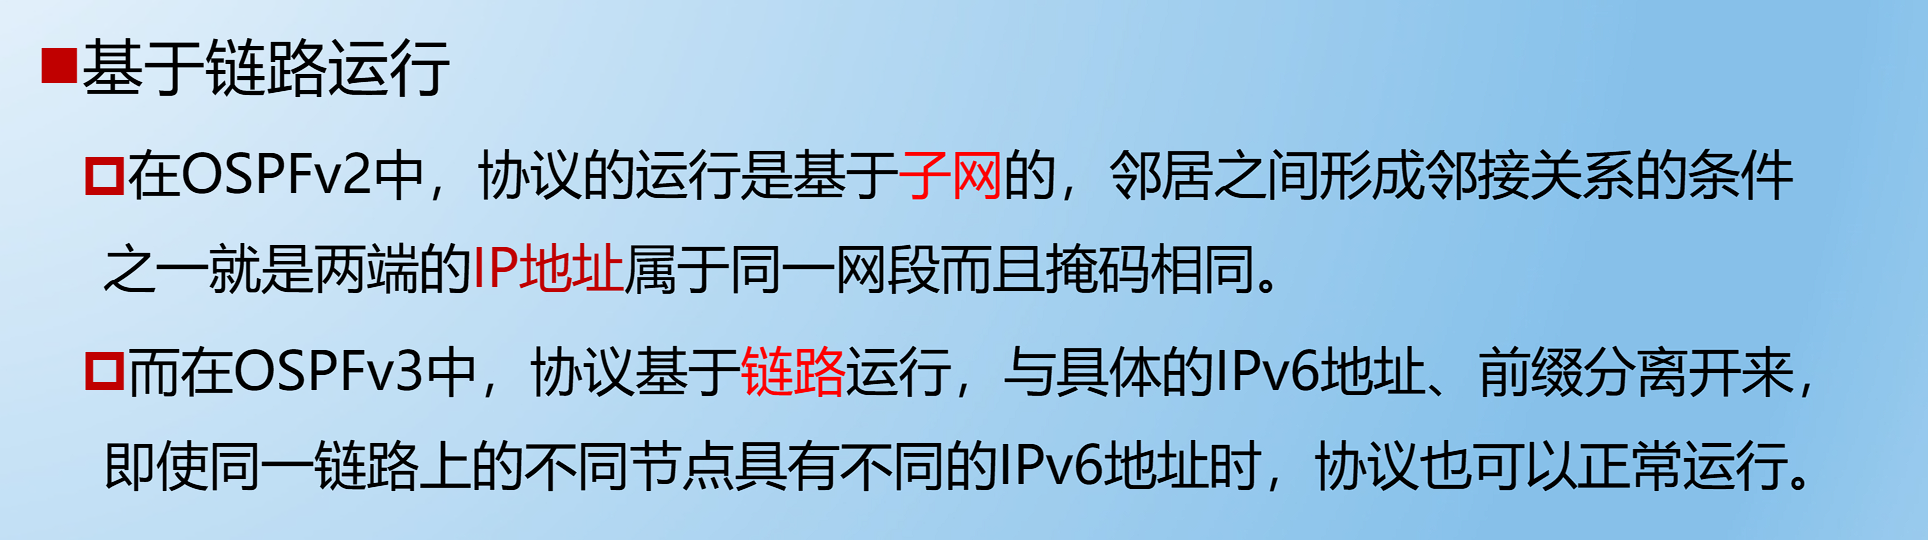 基于链路运行
在OSPFv2中，协议的运行是基于子网的，邻居之间形成邻接关系的条件
之一就是两端的IP地址属于同一网段而且掩码相同。
而在OSPFv3中，协议基于链路运行，与具体的IPv6地址、前缀分离开来，
即使同一链路上的不同节点具有不同的IPv6地址时，协议也可以正常运行。